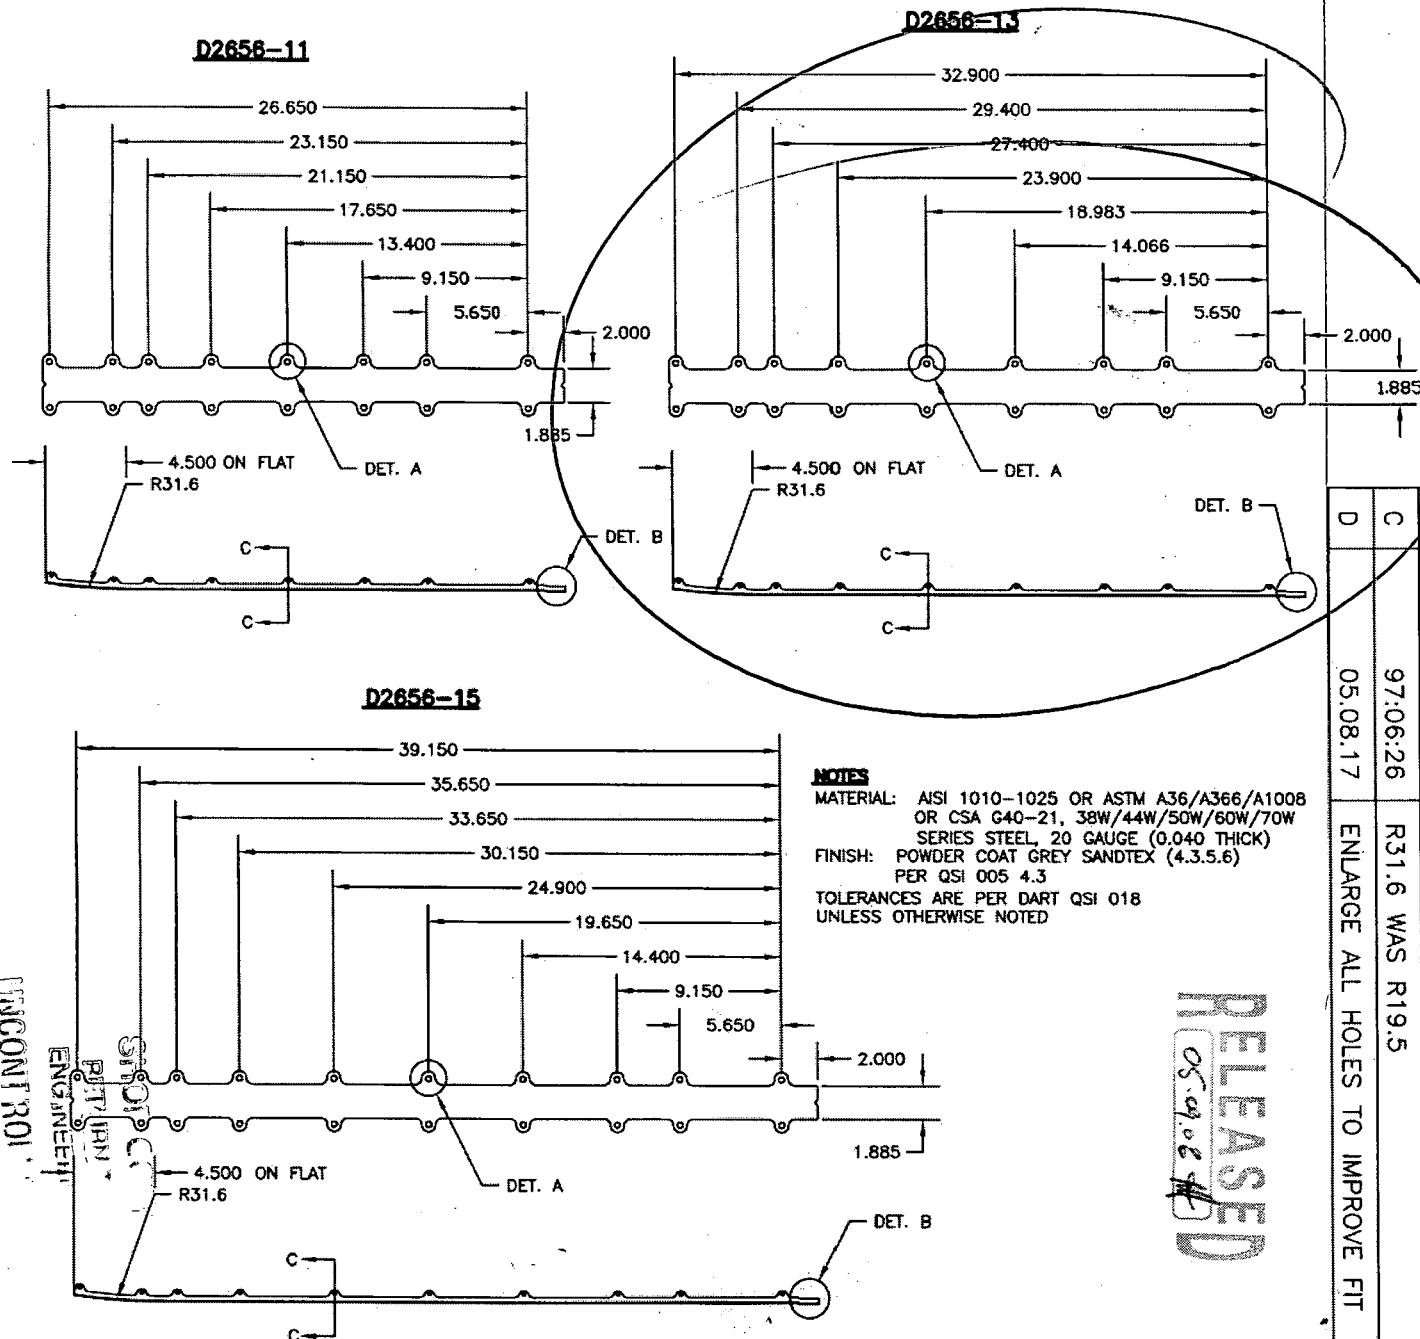 D2656-11
26.650
23.150
21.150
17.650
13.400
9.150
5.650
2.000
1.885
DET. A
4.500 ON FLAT
R31.6
DET. B
C
C
D2656-13
32.900
29.400
27.400
23.900
18.983
14.066
9.150
5.650
2.000
1.885
DET. A
4.500 ON FLAT
R31.6
DET. B
C
C
D2656-15
39.150
35.650
33.650
30.150
24.900
19.650
14.400
9.150
5.650
2.000
1.885
DET. A
4.500 ON FLAT
R31.6
DET. B
C
C
NOTES
MATERIAL: AISI 1010-1025 OR ASTM A36/A366/A1008
OR CSA G40-21, 38W/44W/50W/60W/70W
SERIES STEEL, 20 GAUGE (0.040 THICK)
FINISH: POWDER COAT GREY SANDTEX (4.3.5.6)
PER QSI 005 4.3
TOLERANCES ARE PER DART QSI 018
UNLESS OTHERWISE NOTED
C 97:06:26 R31.6 WAS R19.5
D 05.08.17 ENLARGE ALL HOLES TO IMPROVE FIT
RELEASED